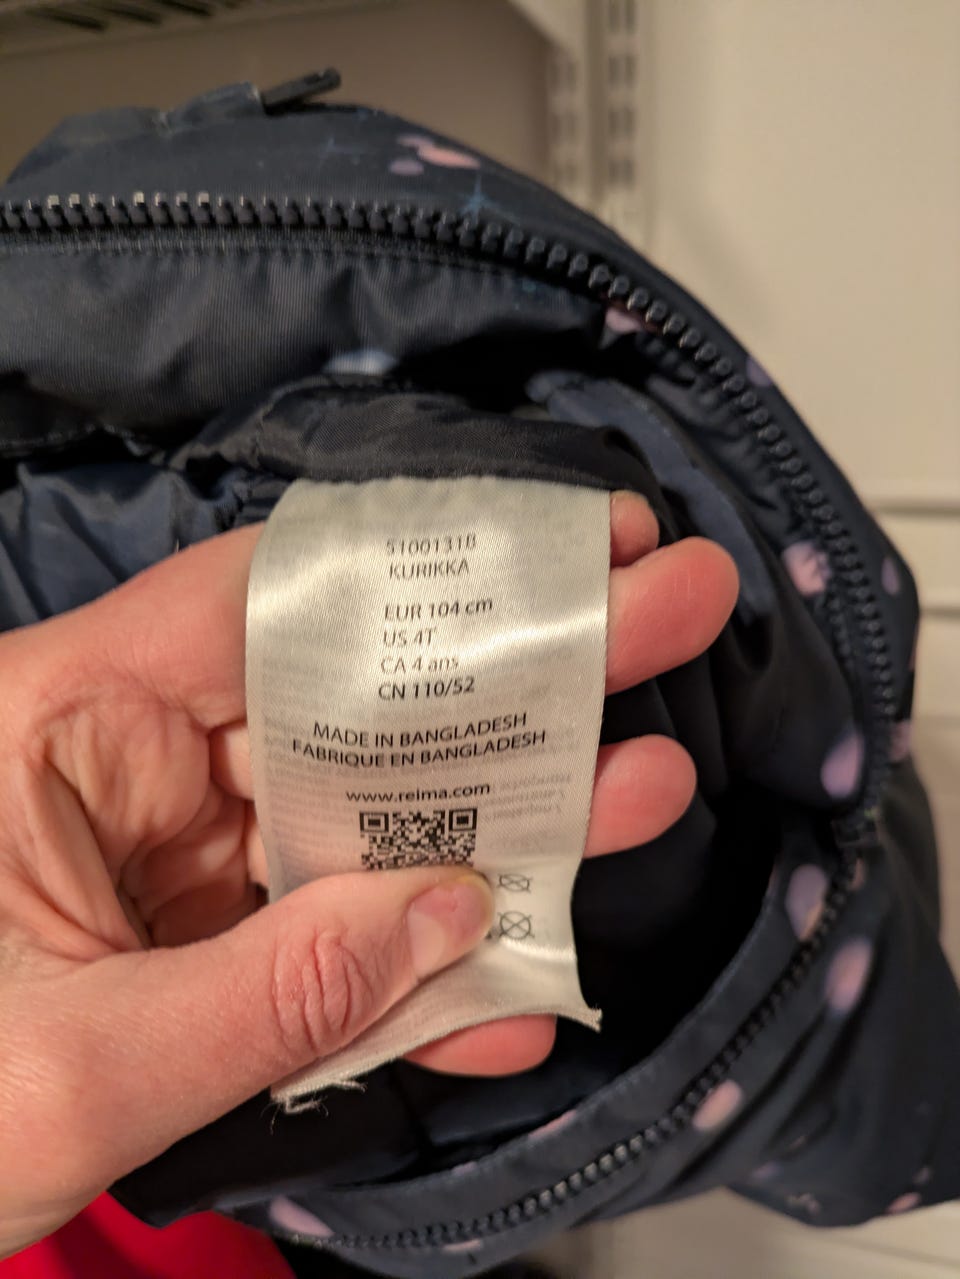 5100131B
KURIKKA
EUR 104 cm
US 4T
CA 4 ans
CN 110/52
MADE IN BANGLADESH
FABRIQUE EN BANGLADESH
www.reima.com